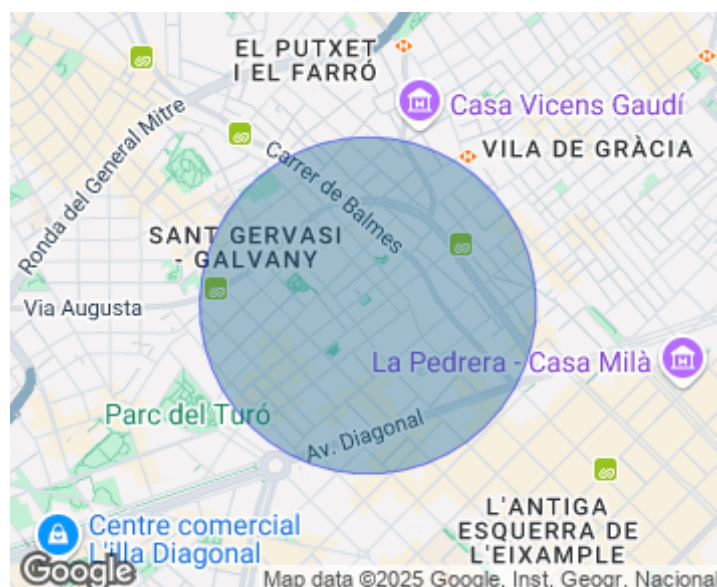 EL PUTXET
I EL FARRÓ
Casa Vicens Gaudí
Ronda del General Mitre
Carrer de Balmes
VILA DE GRÀCIA
SANT GERVASI
- GALVANY
Via Augusta
La Pedrera - Casa Milà
Parc del Turó
Av. Diagonal
L'ANTIGA
ESQUERRA DE
L'EIXAMPLE
Centre comercial
L'illa Diagonal
Google
Map data ©2025 Google, Inst. Geogr. Nacional